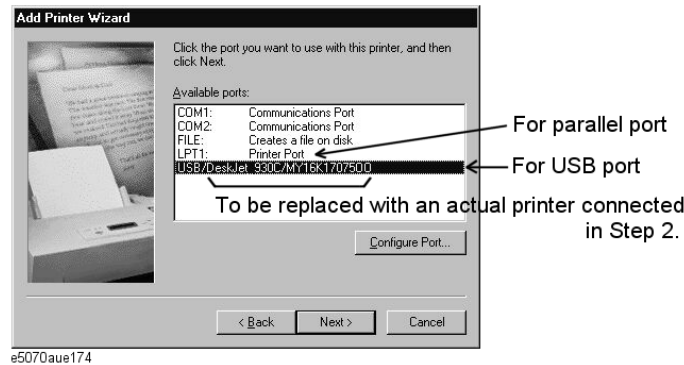 Add Printer Wizard
Click the port you want to use with this printer, and then
click Next.
Available ports:
COM1: Communications Port
COM2: Communications Port
FILE: Creates a file on disk
LPT1: Printer Port
USB/DeskJet 930C/MY16K170750O
For parallel port
For USB port
To be replaced with an actual printer connected
in Step 2.
Configure Port...
< Back
Next >
Cancel
e5070aue174